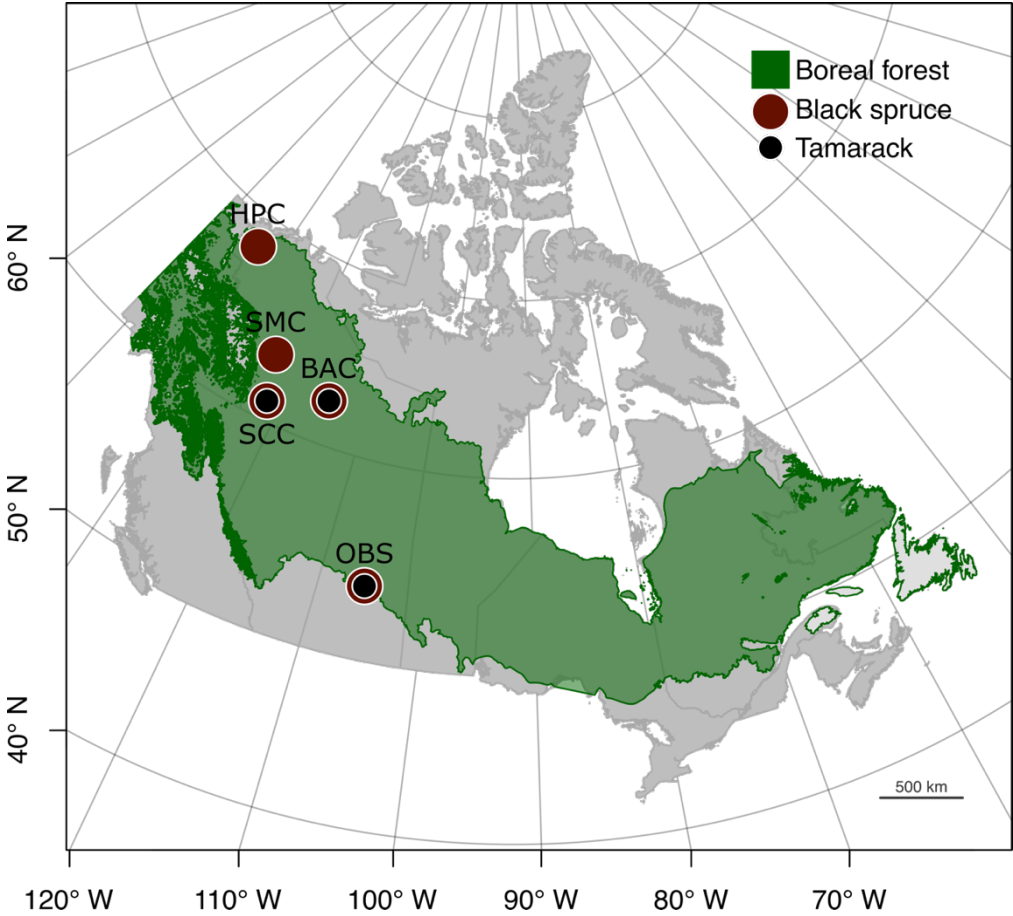 Boreal forest
Black spruce
Tamarack
HPC
SMC
BAC
SCC
OBS
60° N
50° N
40° N
500 km
120° W
110° W
100° W
90° W
80° W
70° W